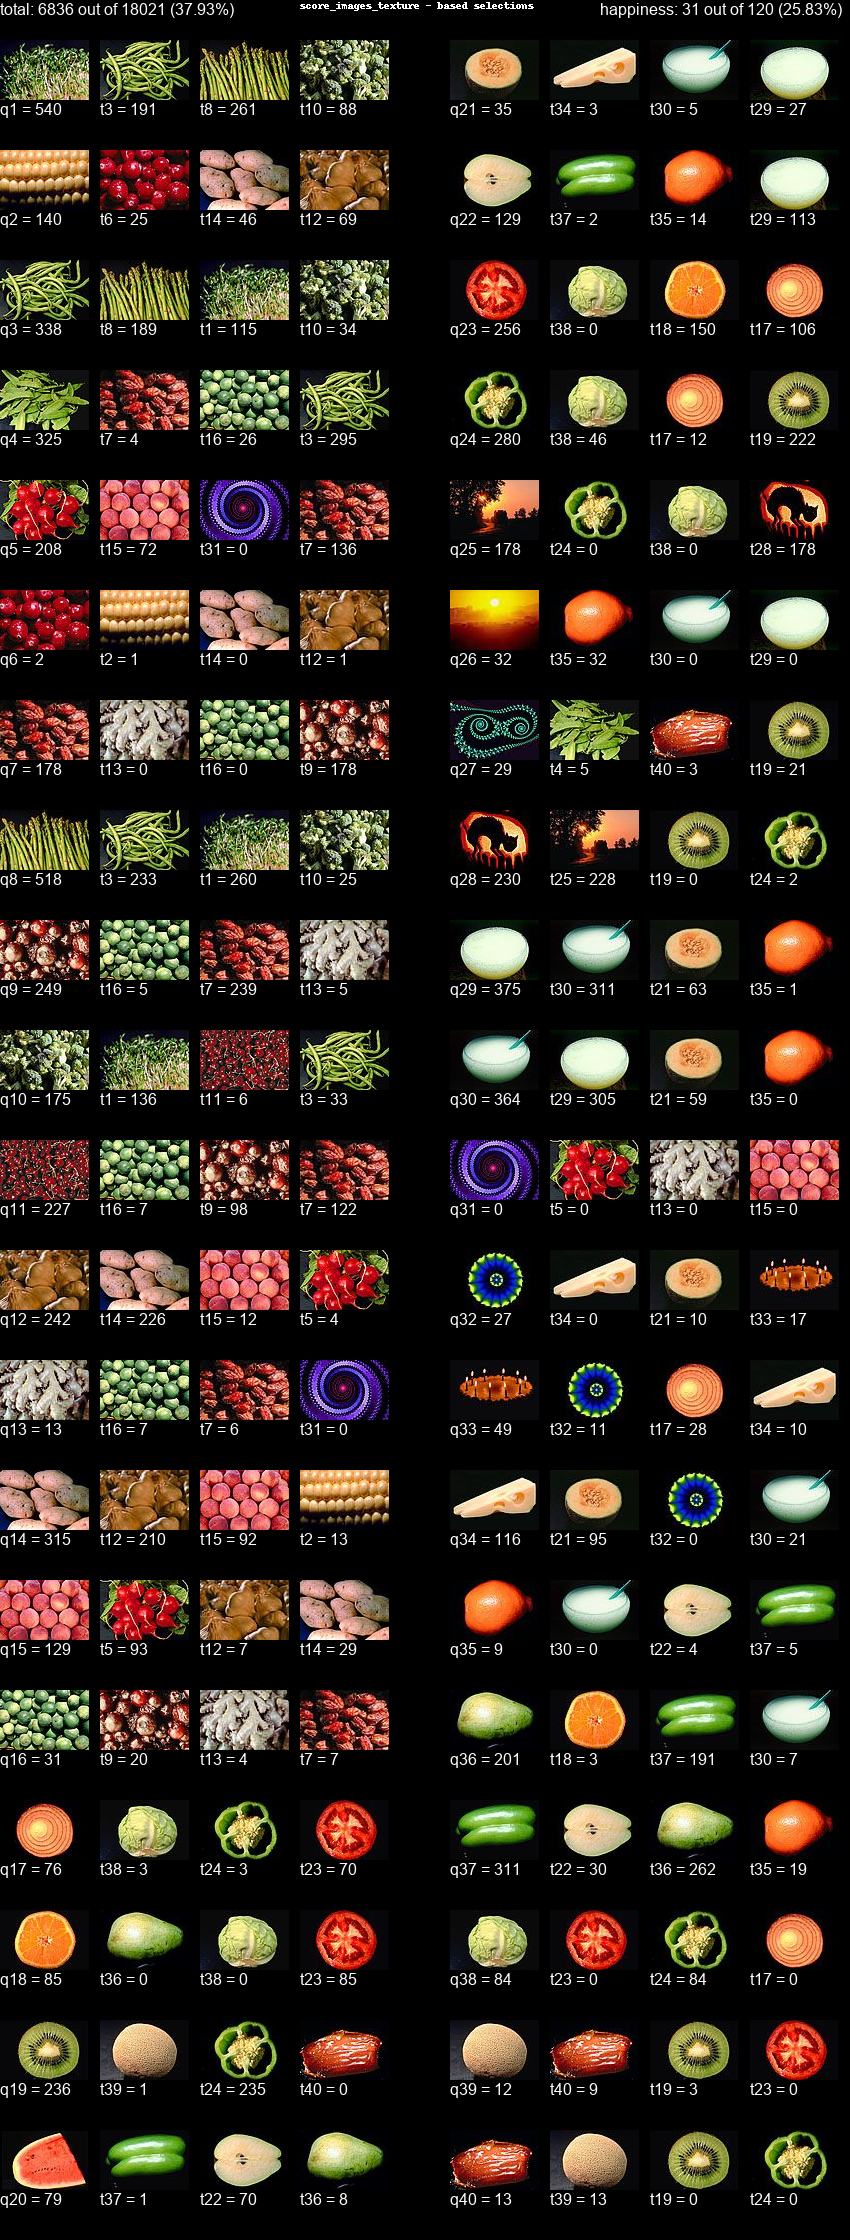 total: 6836 out of 18021 (37.93%) score_images_texture - based selections happiness: 31 out of 120 (25.83%)
q1 = 540 t3 = 191 t8 = 261 t10 = 88 q21 = 35 t34 = 3 t30 = 5 t29 = 27
q2 = 140 t6 = 25 t14 = 46 t12 = 69 q22 = 129 t37 = 2 t35 = 14 t29 = 113
q3 = 338 t8 = 189 t1 = 115 t10 = 34 q23 = 256 t38 = 0 t18 = 150 t17 = 106
q4 = 325 t7 = 4 t16 = 26 t3 = 295 q24 = 280 t38 = 46 t17 = 12 t19 = 222
q5 = 208 t15 = 72 t31 = 0 t7 = 136 q25 = 178 t24 = 0 t38 = 0 t28 = 178
q6 = 2 t2 = 1 t14 = 0 t12 = 1 q26 = 32 t35 = 32 t30 = 0 t29 = 0
q7 = 178 t13 = 0 t16 = 0 t9 = 178 q27 = 29 t4 = 5 t40 = 3 t19 = 21
q8 = 518 t3 = 233 t1 = 260 t10 = 25 q28 = 230 t25 = 228 t19 = 0 t24 = 2
q9 = 249 t16 = 5 t7 = 239 t13 = 5 q29 = 375 t30 = 311 t21 = 63 t35 = 1
q10 = 175 t1 = 136 t11 = 6 t3 = 33 q30 = 364 t29 = 305 t21 = 59 t35 = 0
q11 = 227 t16 = 7 t9 = 98 t7 = 122 q31 = 0 t5 = 0 t13 = 0 t15 = 0
q12 = 242 t14 = 226 t15 = 12 t5 = 4 q32 = 27 t34 = 0 t21 = 10 t33 = 17
q13 = 13 t16 = 7 t7 = 6 t31 = 0 q33 = 49 t32 = 11 t17 = 28 t34 = 10
q14 = 315 t12 = 210 t15 = 92 t2 = 13 q34 = 116 t21 = 95 t32 = 0 t30 = 21
q15 = 129 t5 = 93 t12 = 7 t14 = 29 q35 = 9 t30 = 0 t22 = 4 t37 = 5
q16 = 31 t9 = 20 t13 = 4 t7 = 7 q36 = 201 t18 = 3 t37 = 191 t30 = 7
q17 = 76 t38 = 3 t24 = 3 t23 = 70 q37 = 311 t22 = 30 t36 = 262 t35 = 19
q18 = 85 t36 = 0 t38 = 0 t23 = 85 q38 = 84 t23 = 0 t24 = 84 t17 = 0
q19 = 236 t39 = 1 t24 = 235 t40 = 0 q39 = 12 t40 = 9 t19 = 3 t23 = 0
q20 = 79 t37 = 1 t22 = 70 t36 = 8 q40 = 13 t39 = 13 t19 = 0 t24 = 0